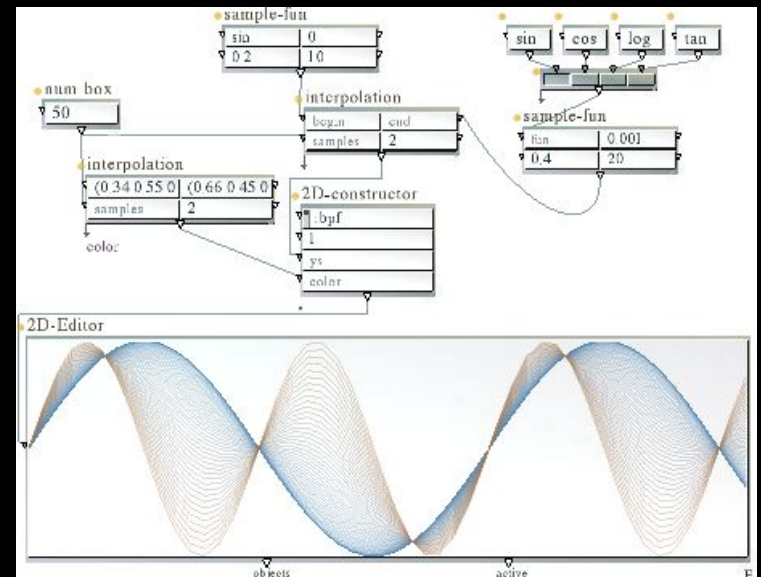 sample-fun
sin 0
0 2 10
sin cos log tan
num box
50
interpolation
begin end
samples 2
sample-fun
fun 0.001
0,4 20
interpolation
(0.34 0.55 0 (0.66 0 45 0
samples 2
color
2D-constructor
:bpf
1
ys
color
2D-Editor
objects active E